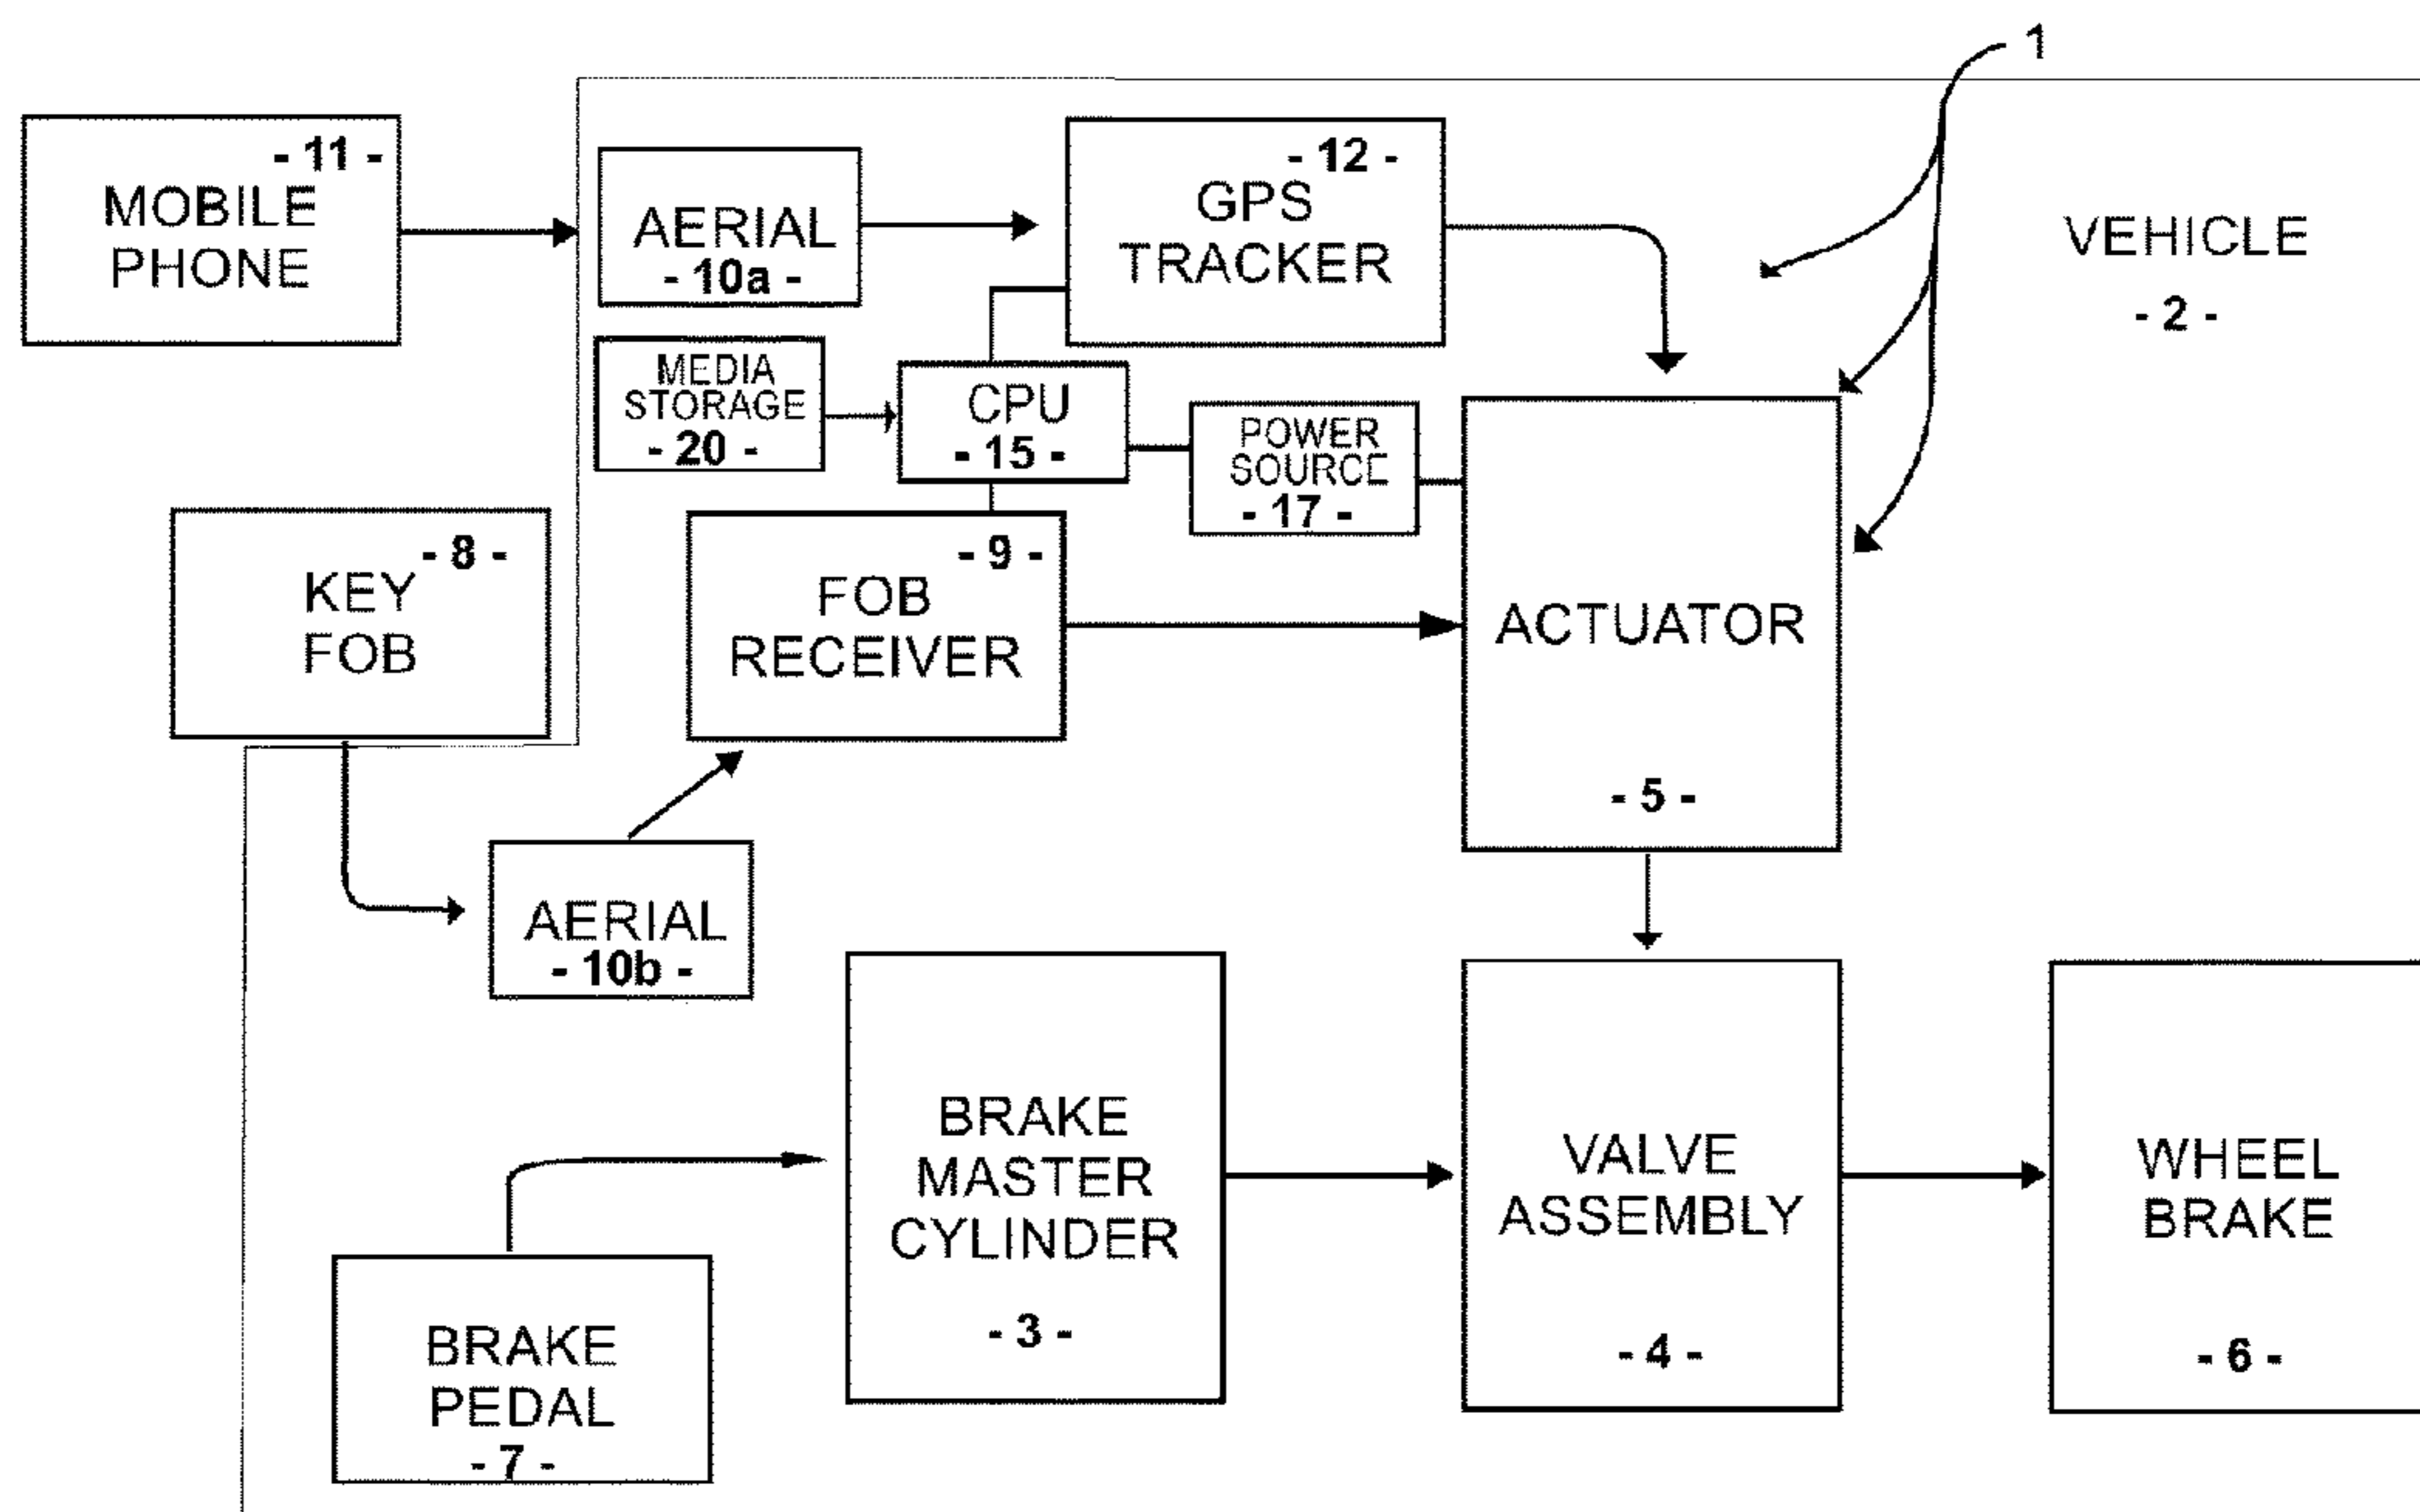 1
- 11 -
MOBILE
PHONE
AERIAL
- 10a -
- 12 -
GPS
TRACKER
VEHICLE
- 2 -
MEDIA
STORAGE
- 20 -
CPU
- 15 -
POWER
SOURCE
- 17 -
- 8 -
KEY
FOB
- 9 -
FOB
RECEIVER
ACTUATOR
- 5 -
AERIAL
- 10b -
BRAKE
MASTER
CYLINDER
- 3 -
VALVE
ASSEMBLY
- 4 -
WHEEL
BRAKE
- 6 -
BRAKE
PEDAL
- 7 -